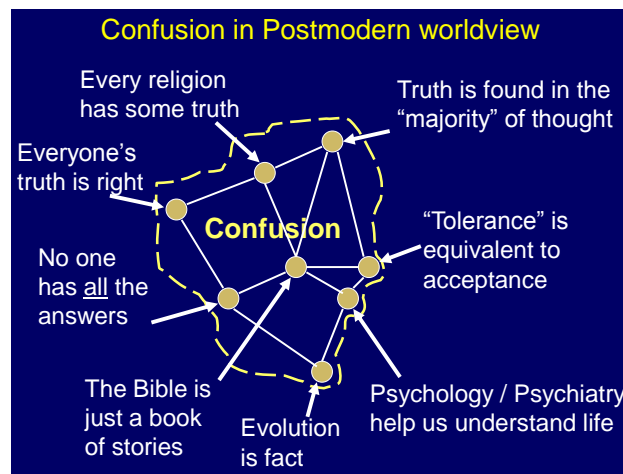 Confusion in Postmodern worldview
Every religion
has some truth
Truth is found in the
“majority” of thought
Everyone’s
truth is right
Confusion
“Tolerance” is
equivalent to
acceptance
No one
has all the
answers
The Bible is
just a book
of stories
Evolution
is fact
Psychology / Psychiatry
help us understand life